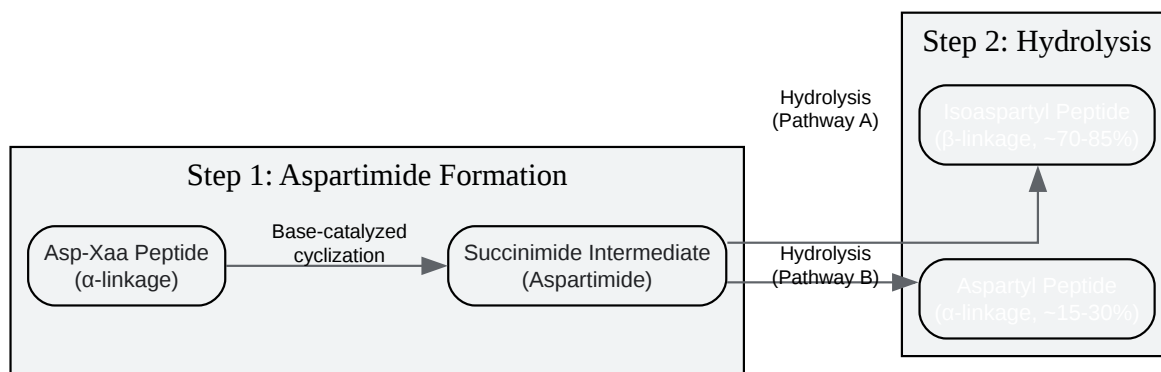 Step 1: Aspartimide Formation
Asp-Xaa Peptide
(α-linkage)
Base-catalyzed
cyclization
Succinimide Intermediate
(Aspartimide)
Hydrolysis
(Pathway A)
Hydrolysis
(Pathway B)
Step 2: Hydrolysis
Isoaspartyl Peptide
(β-linkage, ~70-85%)
Aspartyl Peptide
(α-linkage, ~15-30%)